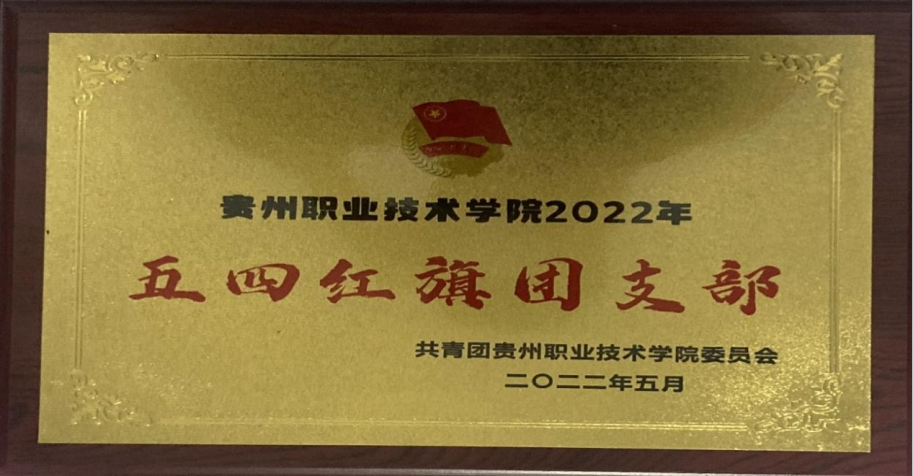 贵州职业技术学院2022年
五四红旗团支部
共青团贵州职业技术学院委员会
二〇二二年五月